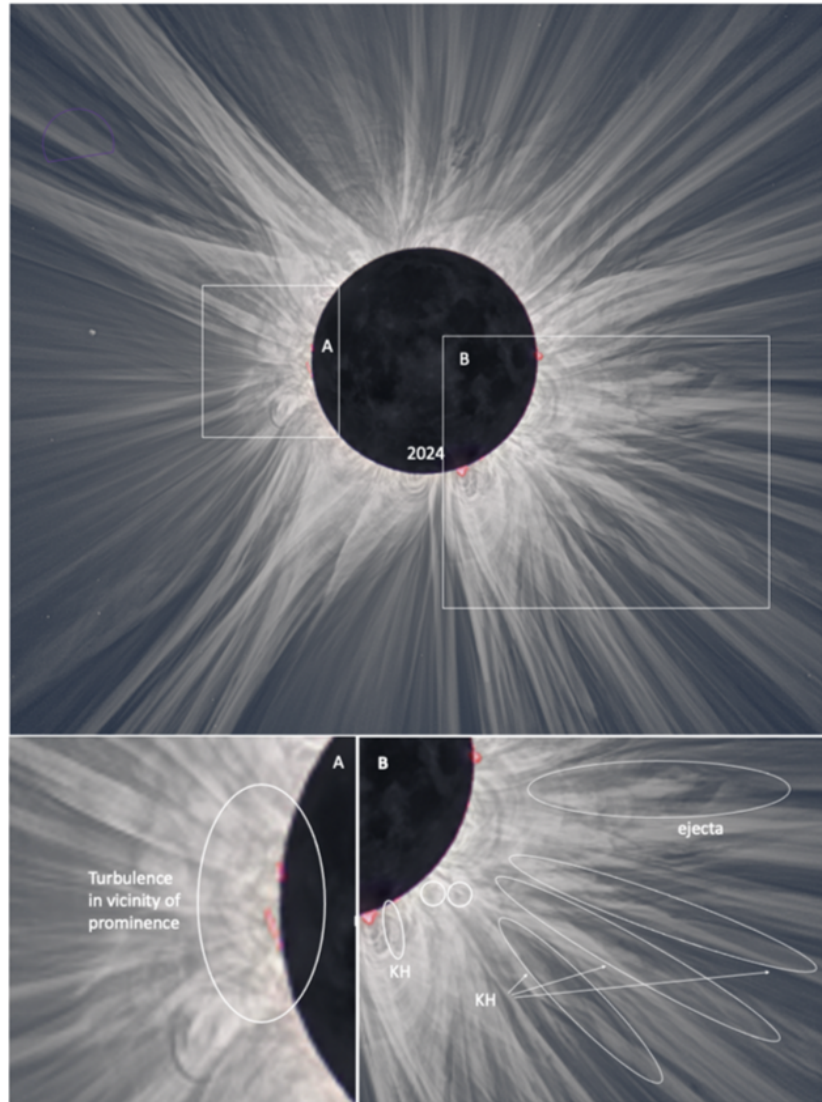 A
B
2024
A
B
Turbulence
in vicinity of
prominence
ejecta
KH
KH